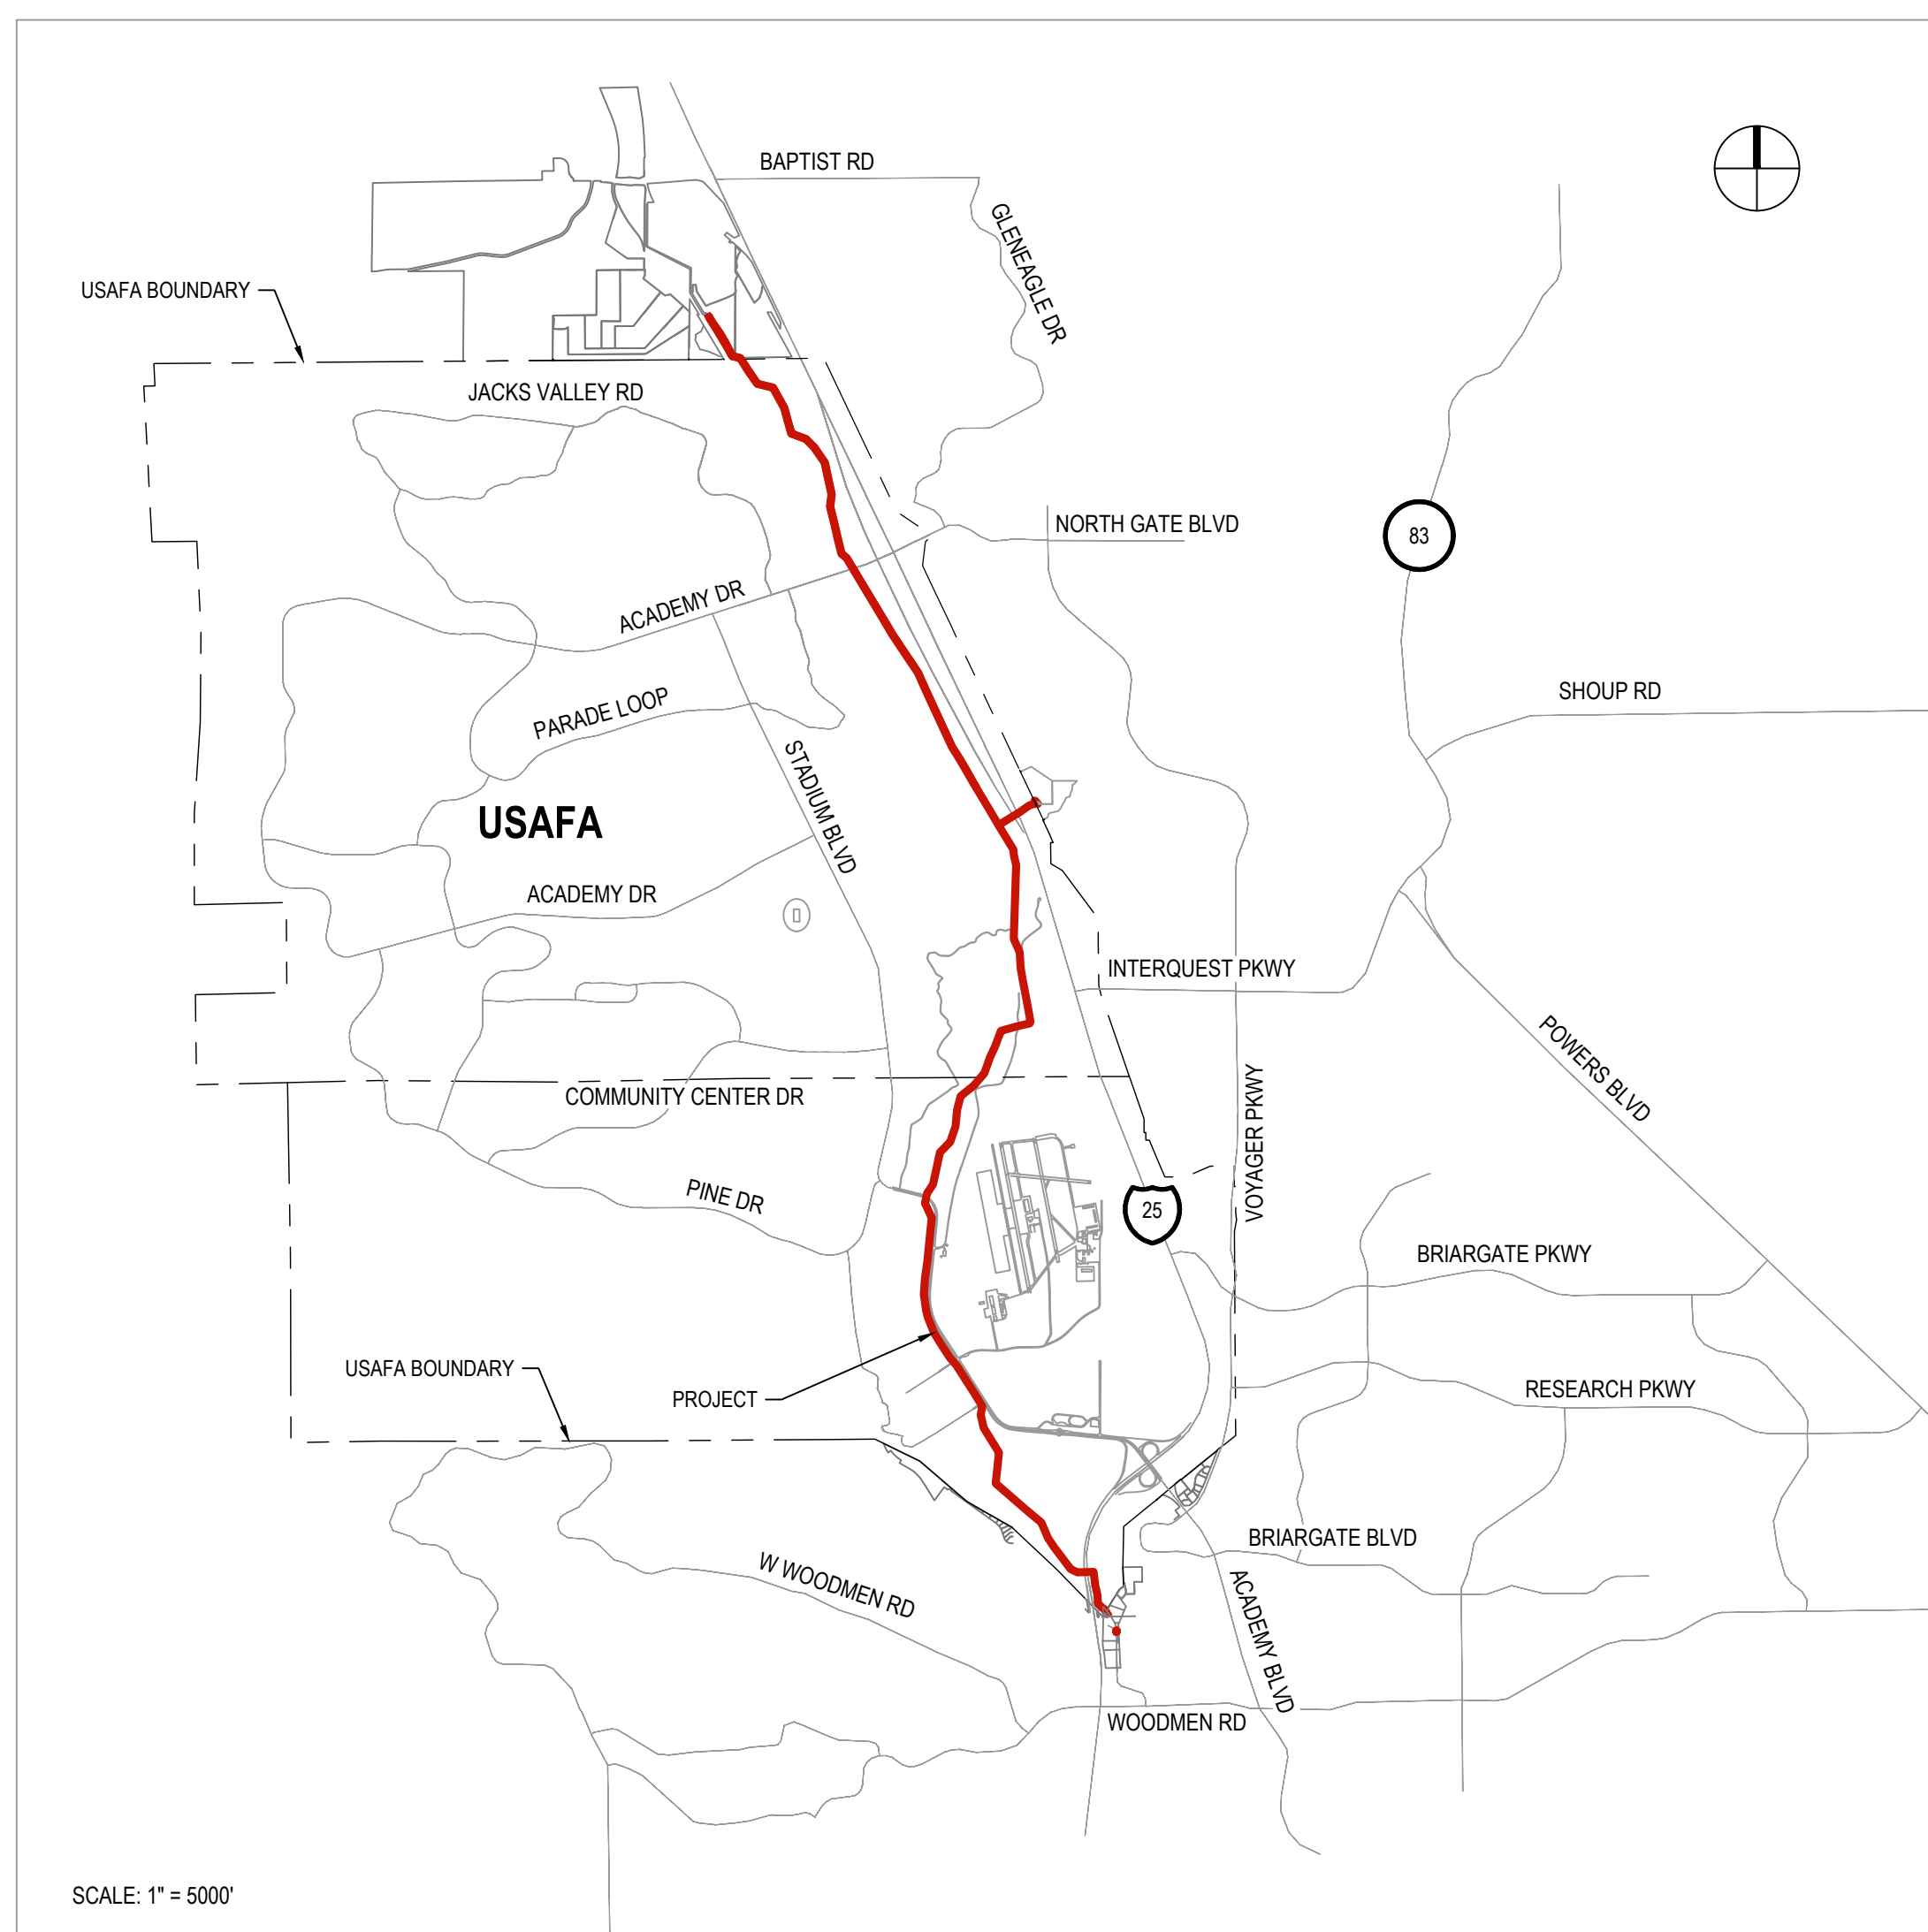 BAPTIST RD
GLENEAGLE DR
USAFA BOUNDARY
JACKS VALLEY RD
NORTH GATE BLVD
83
ACADEMY DR
SHOUP RD
PARADE LOOP
STADIUM BLVD
USAFA
ACADEMY DR
INTERQUEST PKWY
POWERS BLVD
COMMUNITY CENTER DR
VOYAGER PKWY
PINE DR
25
BRIARGATE PKWY
USAFA BOUNDARY
PROJECT
RESEARCH PKWY
BRIARGATE BLVD
W WOODMEN RD
ACADEMY BLVD
WOODMEN RD
SCALE: 1" = 5000'